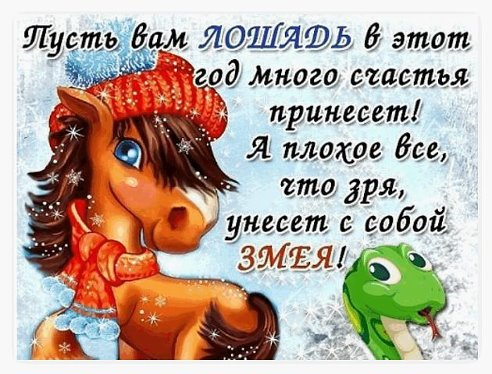 Пусть вам ЛОШАДЬ в этот
год много счастья
принесет!
А плохое все,
что зря,
унесет с собой
ЗМЕЯ!